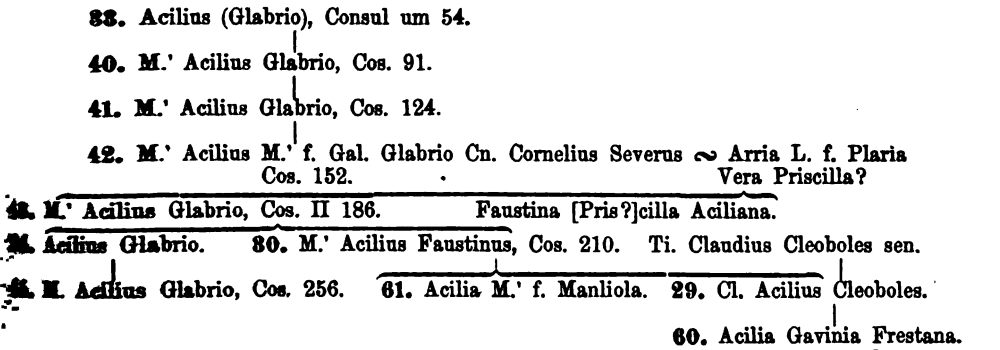 38. Acilius (Glabrio), Consul um 54.
40. M.' Acilius Glabrio, Cos. 91.
41. M.' Acilius Glabrio, Cos. 124.
42. M.' Acilius M.' f. Gal. Glabrio Cn. Cornelius Severus ∾ Arria L. f. Plaria
Cos. 152. Vera Priscilla?
43. M.' Acilius Glabrio, Cos. II 186. Faustina [Pris?]cilla Aciliana.
Acilius Glabrio. 30. M.' Acilius Faustinus, Cos. 210. Ti. Claudius Cleoboles sen.
M. Acilius Glabrio, Cos. 256. 61. Acilia M.' f. Manliola. 29. Cl. Acilius Cleoboles.
60. Acilia Gavinia Frestana.